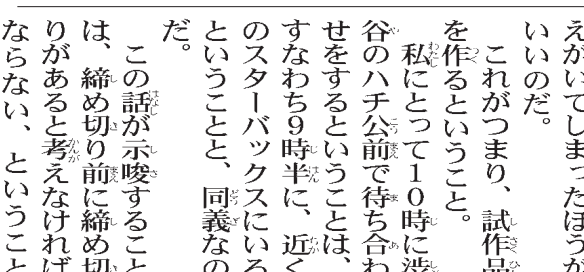 えがいてしまったほうが
いいのだ。
これがつまり、試作品
を作るということ。
私にとって10時に渋
谷のハチ公前で待ち合わ
せをするということは、
すなわち9時半に、近く
のスターバックスにいる
ということと、同義なの
だ。
この話が示唆すること
は、締め切り前に締め切
りがあると考えなければ
ならない、ということ